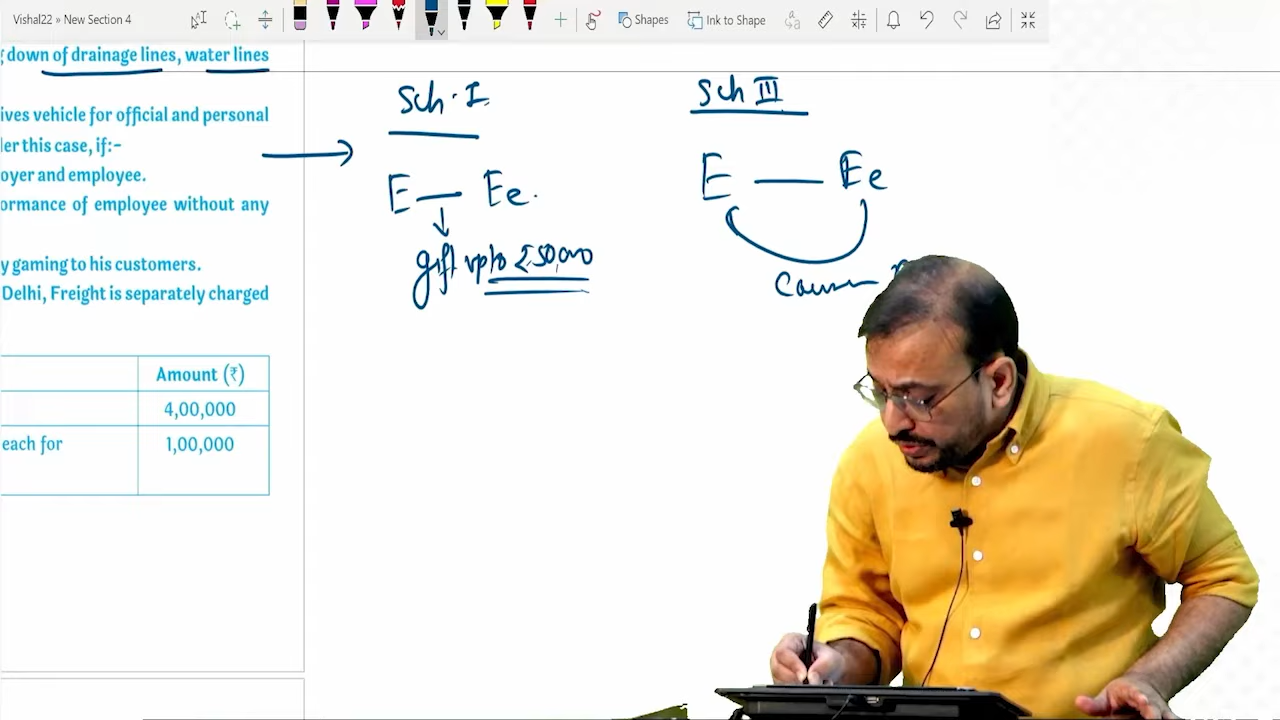 Vishal22 » New Section 4
Shapes
Ink to Shape
down of drainage lines, water lines
ives vehicle for official and personal
ler this case, if:-
oyer and employee.
ormance of employee without any
y gaming to his customers.
Delhi, Freight is separately charged
Amount (₹)
4,00,000
each for
1,00,000
Sch. I
E — Ee.
gift upto ₹50,000
Sch III
E — Ee